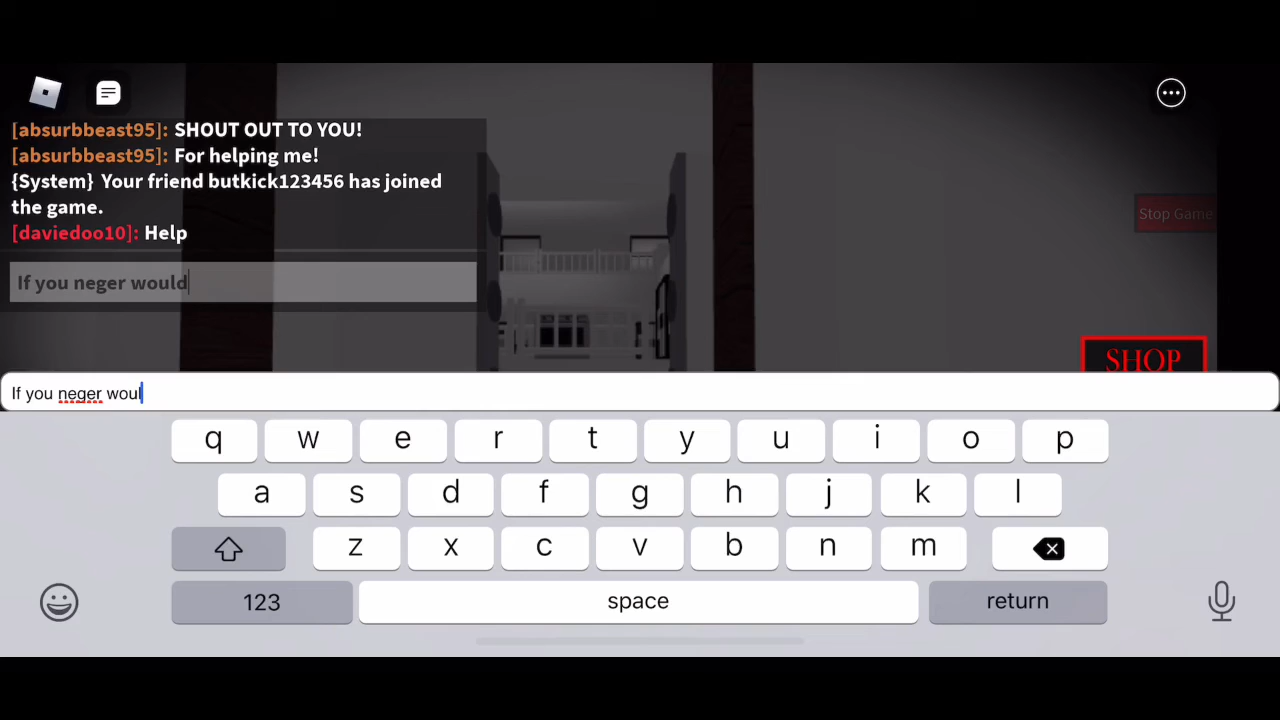 [absurbbeast95]: SHOUT OUT TO YOU!
[absurbbeast95]: For helping me!
{System} Your friend butkick123456 has joined
the game.
[daviedoo10]: Help
If you neger would
Stop Game
SHOP
If you neger woul
q w e r t y u i o p
a s d f g h j k l
z x c v b n m
123 space return